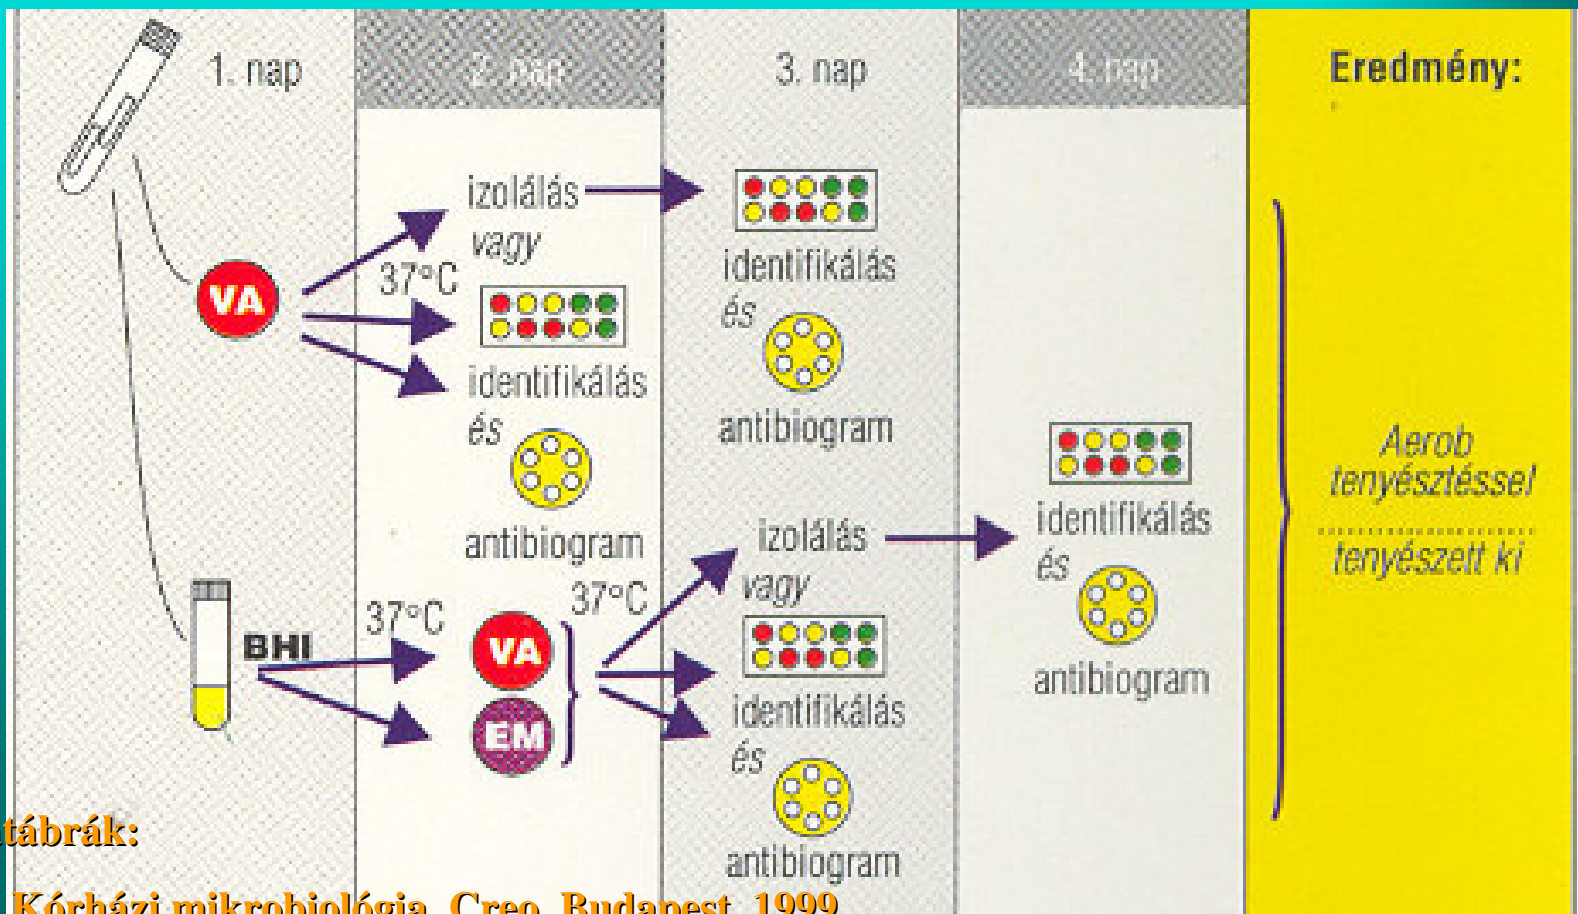 1. nap
2. nap
3. nap
4. nap
Eredmény:
VA
37°C
izolálás
vagy
identifikálás
és
antibiogram
identifikálás
és
antibiogram
BHI
37°C
VA
EM
37°C
izolálás
vagy
identifikálás
és
antibiogram
identifikálás
és
antibiogram
Aerob
tenyésztéssel
....................
tenyészett ki
tábrák:
Kórházi mikrobiológia, Creo, Budapest, 1999